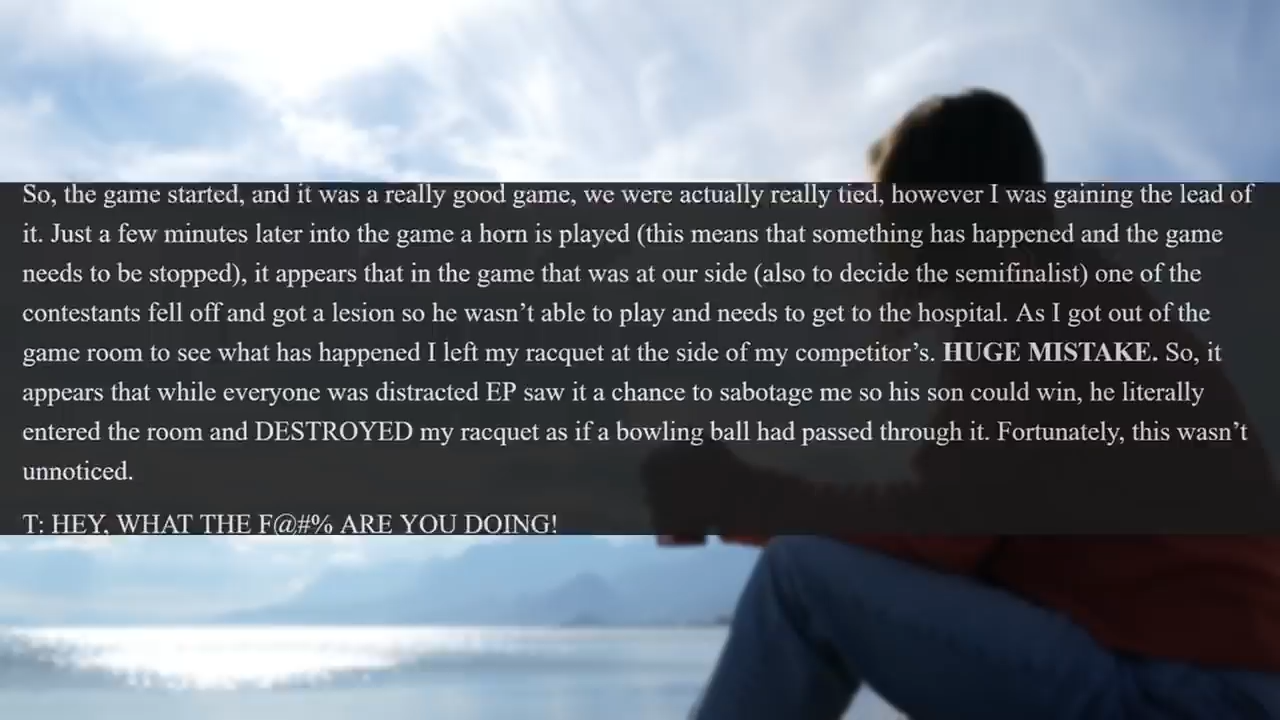 So, the game started, and it was a really good game, we were actually really tied, however I was gaining the lead of
it. Just a few minutes later into the game a horn is played (this means that something has happened and the game
needs to be stopped), it appears that in the game that was at our side (also to decide the semifinalist) one of the
contestants fell off and got a lesion so he wasn’t able to play and needs to get to the hospital. As I got out of the
game room to see what has happened I left my racquet at the side of my competitor’s. HUGE MISTAKE. So, it
appears that while everyone was distracted EP saw it a chance to sabotage me so his son could win, he literally
entered the room and DESTROYED my racquet as if a bowling ball had passed through it. Fortunately, this wasn’t
unnoticed.
T: HEY, WHAT THE F@#% ARE YOU DOING!